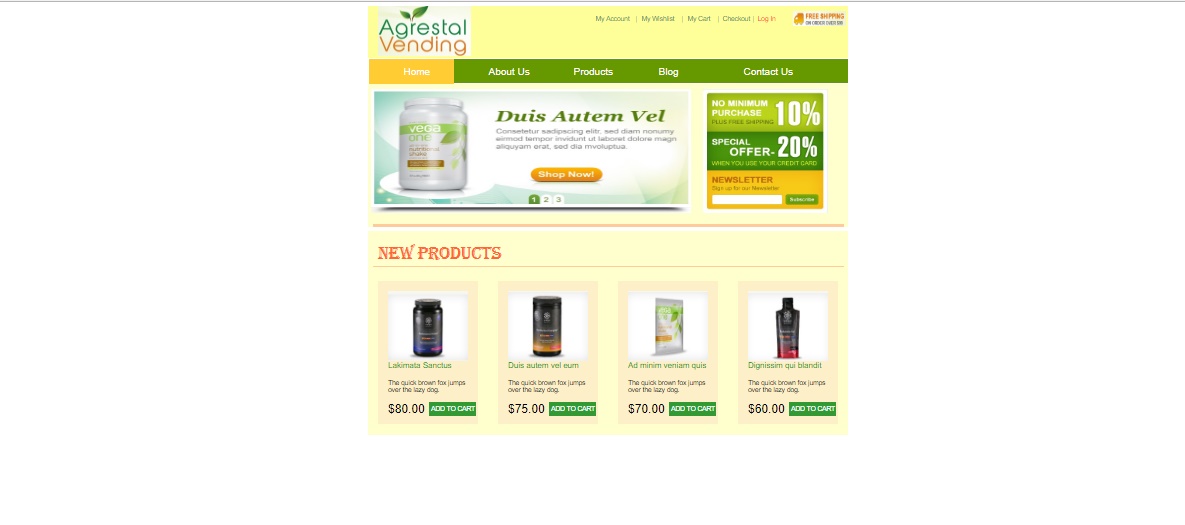 Agrestal
Vending
My Account | My Wishlist | My Cart | Checkout | Log In
FREE SHIPPING
Home About Us Products Blog Contact Us
vega
one
nutritional
shake
Duis Autem Vel
Consetetur sadipscing elitr, sed diam nonumy
eirmod tempor invidunt ut laboret dolore magn
aliquyam erat, sed dia mvoluptua.
Shop Now!
1 2 3
NO MINIMUM
PURCHASE
PLUS FREE SHIPPING
10%
SPECIAL
OFFER- 20%
WHEN YOU USE YOUR CREDIT CARD
NEWSLETTER
Sign up for our Newsletter
Subscribe
NEW PRODUCTS
Lakimata Sanctus
The quick brown fox jumps
over the lazy dog.
$80.00 ADD TO CART
Duis autem vel eum
The quick brown fox jumps
over the lazy dog.
$75.00 ADD TO CART
vega
Ad minim veniam quis
The quick brown fox jumps
over the lazy dog.
$70.00 ADD TO CART
Dignissim qui blandit
The quick brown fox jumps
over the lazy dog.
$60.00 ADD TO CART